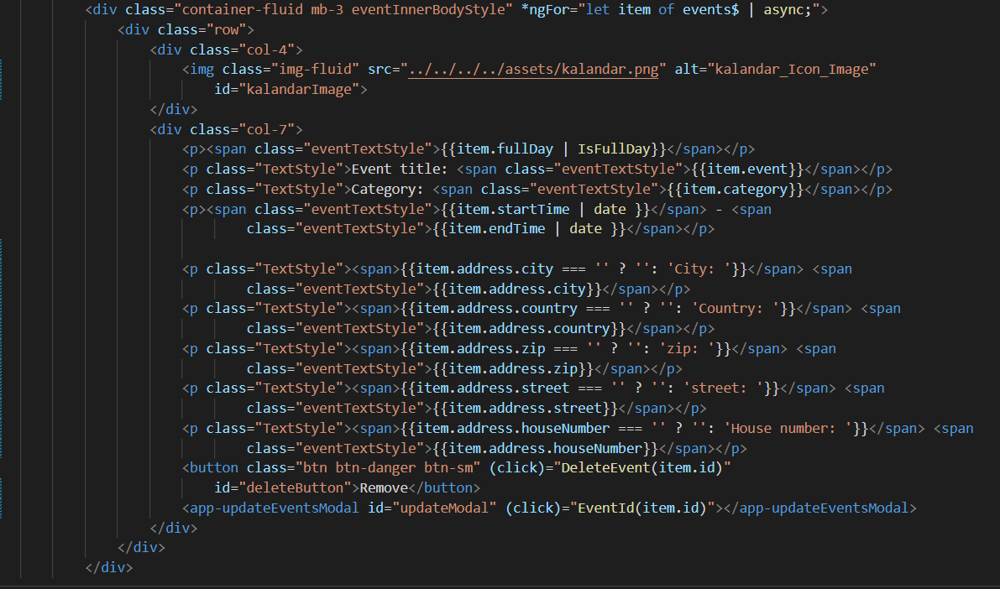 <div class="container-fluid mb-3 eventInnerBodyStyle" *ngFor="let item of events$ | async;">
<div class="row">
<div class="col-4">
<img class="img-fluid" src="../../../../assets/kalandar.png" alt="kalandar_Icon_Image"
id="kalandarImage">
</div>
<div class="col-7">
<p><span class="eventTextStyle">{{item.fullDay | IsFullDay}}</span></p>
<p class="TextStyle">Event title: <span class="eventTextStyle">{{item.event}}</span></p>
<p class="TextStyle">Category: <span class="eventTextStyle">{{item.category}}</span></p>
<p><span class="eventTextStyle">{{item.startTime | date }}</span> - <span
class="eventTextStyle">{{item.endTime | date }}</span></p>
<p class="TextStyle"><span>{{item.address.city === '' ? '': 'City: '}}</span> <span
class="eventTextStyle">{{item.address.city}}</span></p>
<p class="TextStyle"><span>{{item.address.country === '' ? '': 'Country: '}}</span> <span
class="eventTextStyle">{{item.address.country}}</span></p>
<p class="TextStyle"><span>{{item.address.zip === '' ? '': 'zip: '}}</span> <span
class="eventTextStyle">{{item.address.zip}}</span></p>
<p class="TextStyle"><span>{{item.address.street === '' ? '': 'street: '}}</span> <span
class="eventTextStyle">{{item.address.street}}</span></p>
<p class="TextStyle"><span>{{item.address.houseNumber === '' ? '': 'House number: '}}</span> <span
class="eventTextStyle">{{item.address.houseNumber}}</span></p>
<button class="btn btn-danger btn-sm" (click)="DeleteEvent(item.id)"
id="deleteButton">Remove</button>
<app-updateEventsModal id="updateModal" (click)="EventId(item.id)"></app-updateEventsModal>
</div>
</div>
</div>